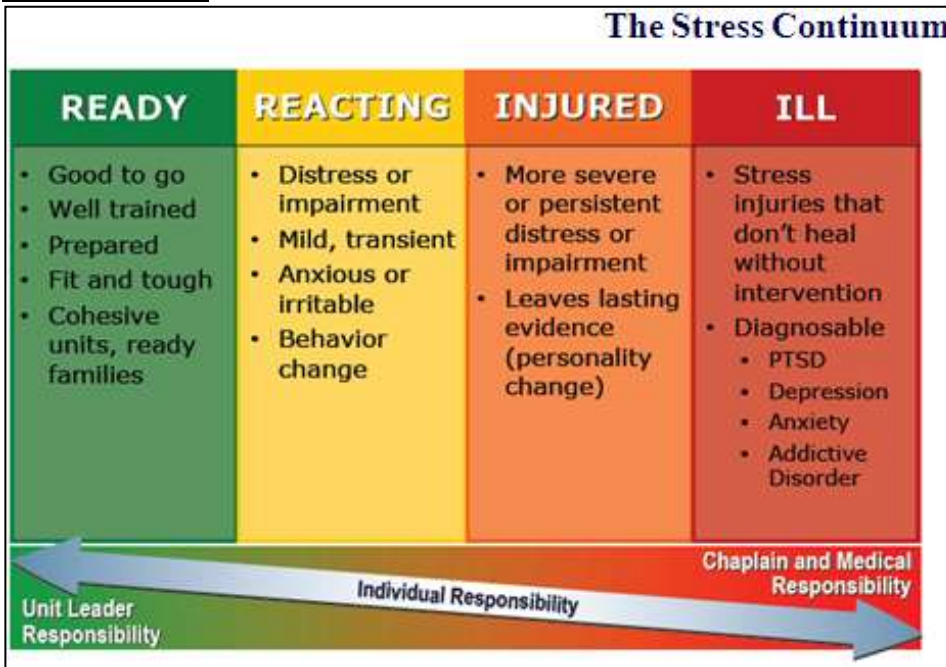 The Stress Continuum
READY
• Good to go
• Well trained
• Prepared
• Fit and tough
• Cohesive
units, ready
families
REACTING
• Distress or
impairment
• Mild, transient
• Anxious or
irritable
• Behavior
change
INJURED
• More severe
or persistent
distress or
impairment
• Leaves lasting
evidence
(personality
change)
ILL
• Stress
injuries that
don't heal
without
intervention
• Diagnosable
• PTSD
• Depression
• Anxiety
• Addictive
Disorder
Unit Leader
Responsibility
Individual Responsibility
Chaplain and Medical
Responsibility